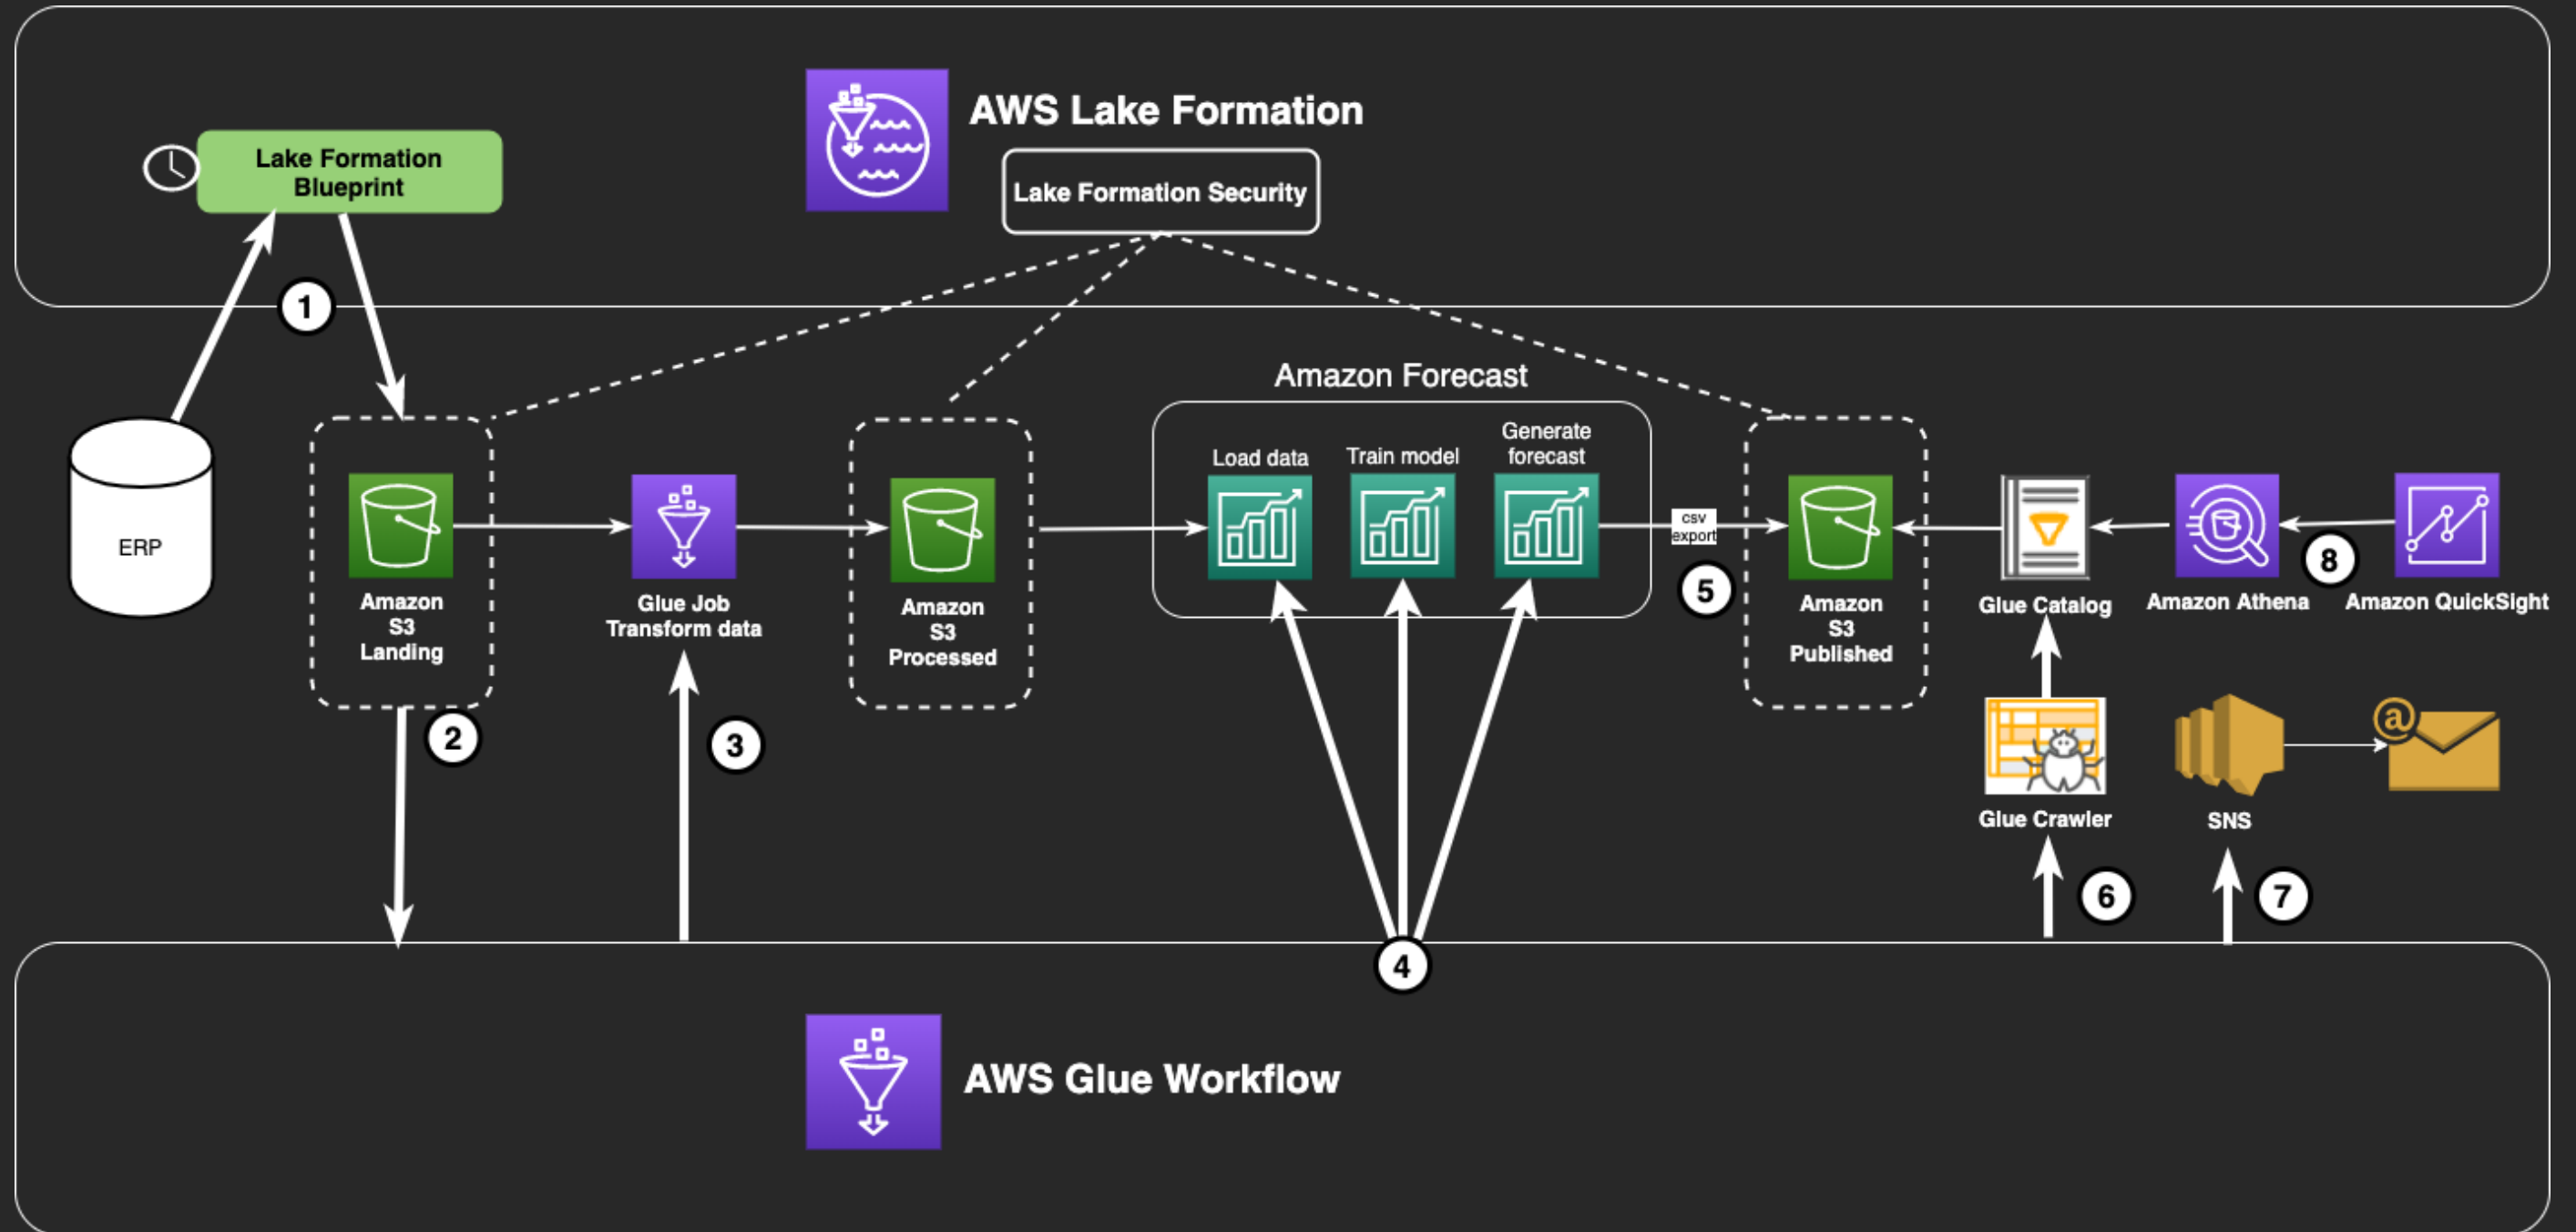 AWS Lake Formation
Lake Formation
Blueprint
Lake Formation Security
1
Amazon Forecast
Load data
Train model
Generate
forecast
ERP
Amazon
S3
Landing
Glue Job
Transform data
Amazon
S3
Processed
csv
export
5
Amazon
S3
Published
Glue Catalog
Amazon Athena
8
Amazon QuickSight
2
3
@
Glue Crawler
SNS
6
7
4
AWS Glue Workflow